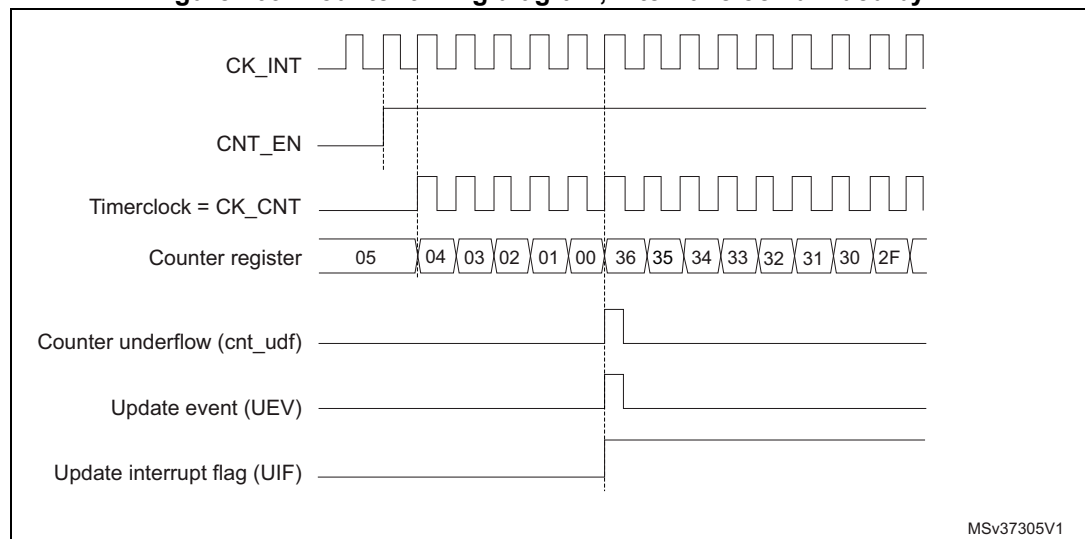 CK_INT
CNT_EN
Timerclock = CK_CNT
Counter register 05 04 03 02 01 00 36 35 34 33 32 31 30 2F
Counter underflow (cnt_udf)
Update event (UEV)
Update interrupt flag (UIF)
MSv37305V1